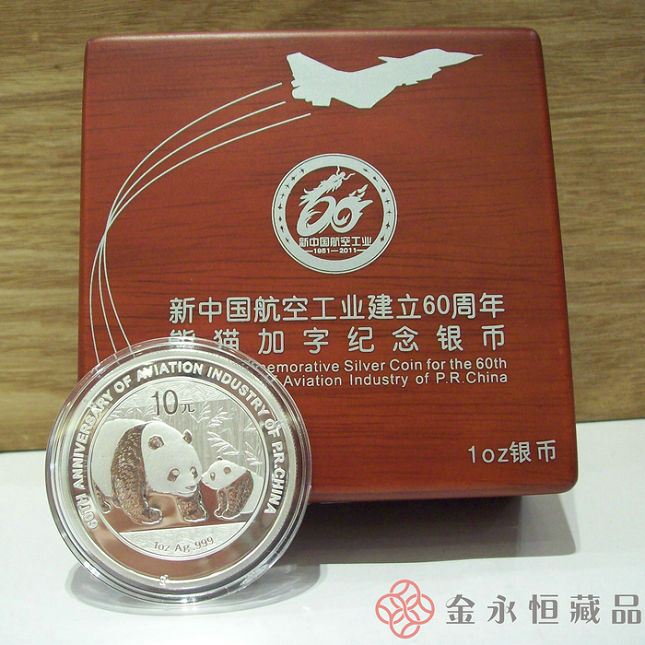 60
新中国航空工业
1951-2011
新中国航空工业建立60周年
熊猫加字纪念银币
emorative Silver Coin for the 60th
Aviation Industry of P.R.China
1oz银币
60TH ANNIVERSARY OF AVIATION INDUSTRY OF P.R.CHINA
10元
1oz Ag .999
金永恒藏品